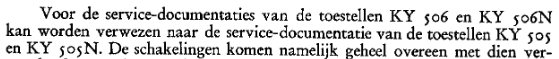 Voor de service-documentaties van de toestellen KY 506 en KY 506N
kan worden verwezen naar de service-documentatie van de toestellen KY 505
en KY 505N. De schakelingen komen namelijk geheel overeen met dien ver-